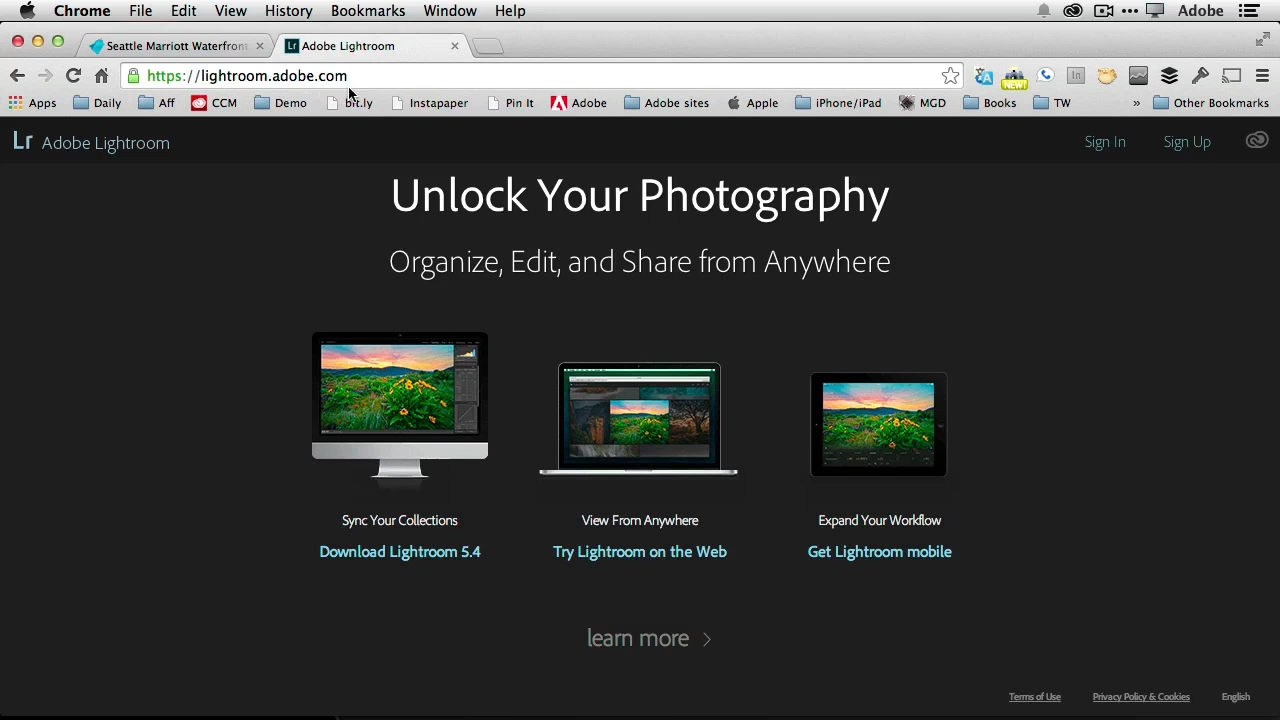 Chrome File Edit View History Bookmarks Window Help Adobe
Seattle Marriott Waterfront
Lr Adobe Lightroom
https://lightroom.adobe.com
NEW!
Apps Daily Aff CCM Demo bit.ly Instapaper Pin It Adobe Adobe sites Apple iPhone/iPad MGD Books TW » Other Bookmarks
Lr Adobe Lightroom Sign In Sign Up
Unlock Your Photography
Organize, Edit, and Share from Anywhere
Sync Your Collections
Download Lightroom 5.4
View From Anywhere
Try Lightroom on the Web
Expand Your Workflow
Get Lightroom mobile
learn more >
Terms of Use Privacy Policy & Cookies English